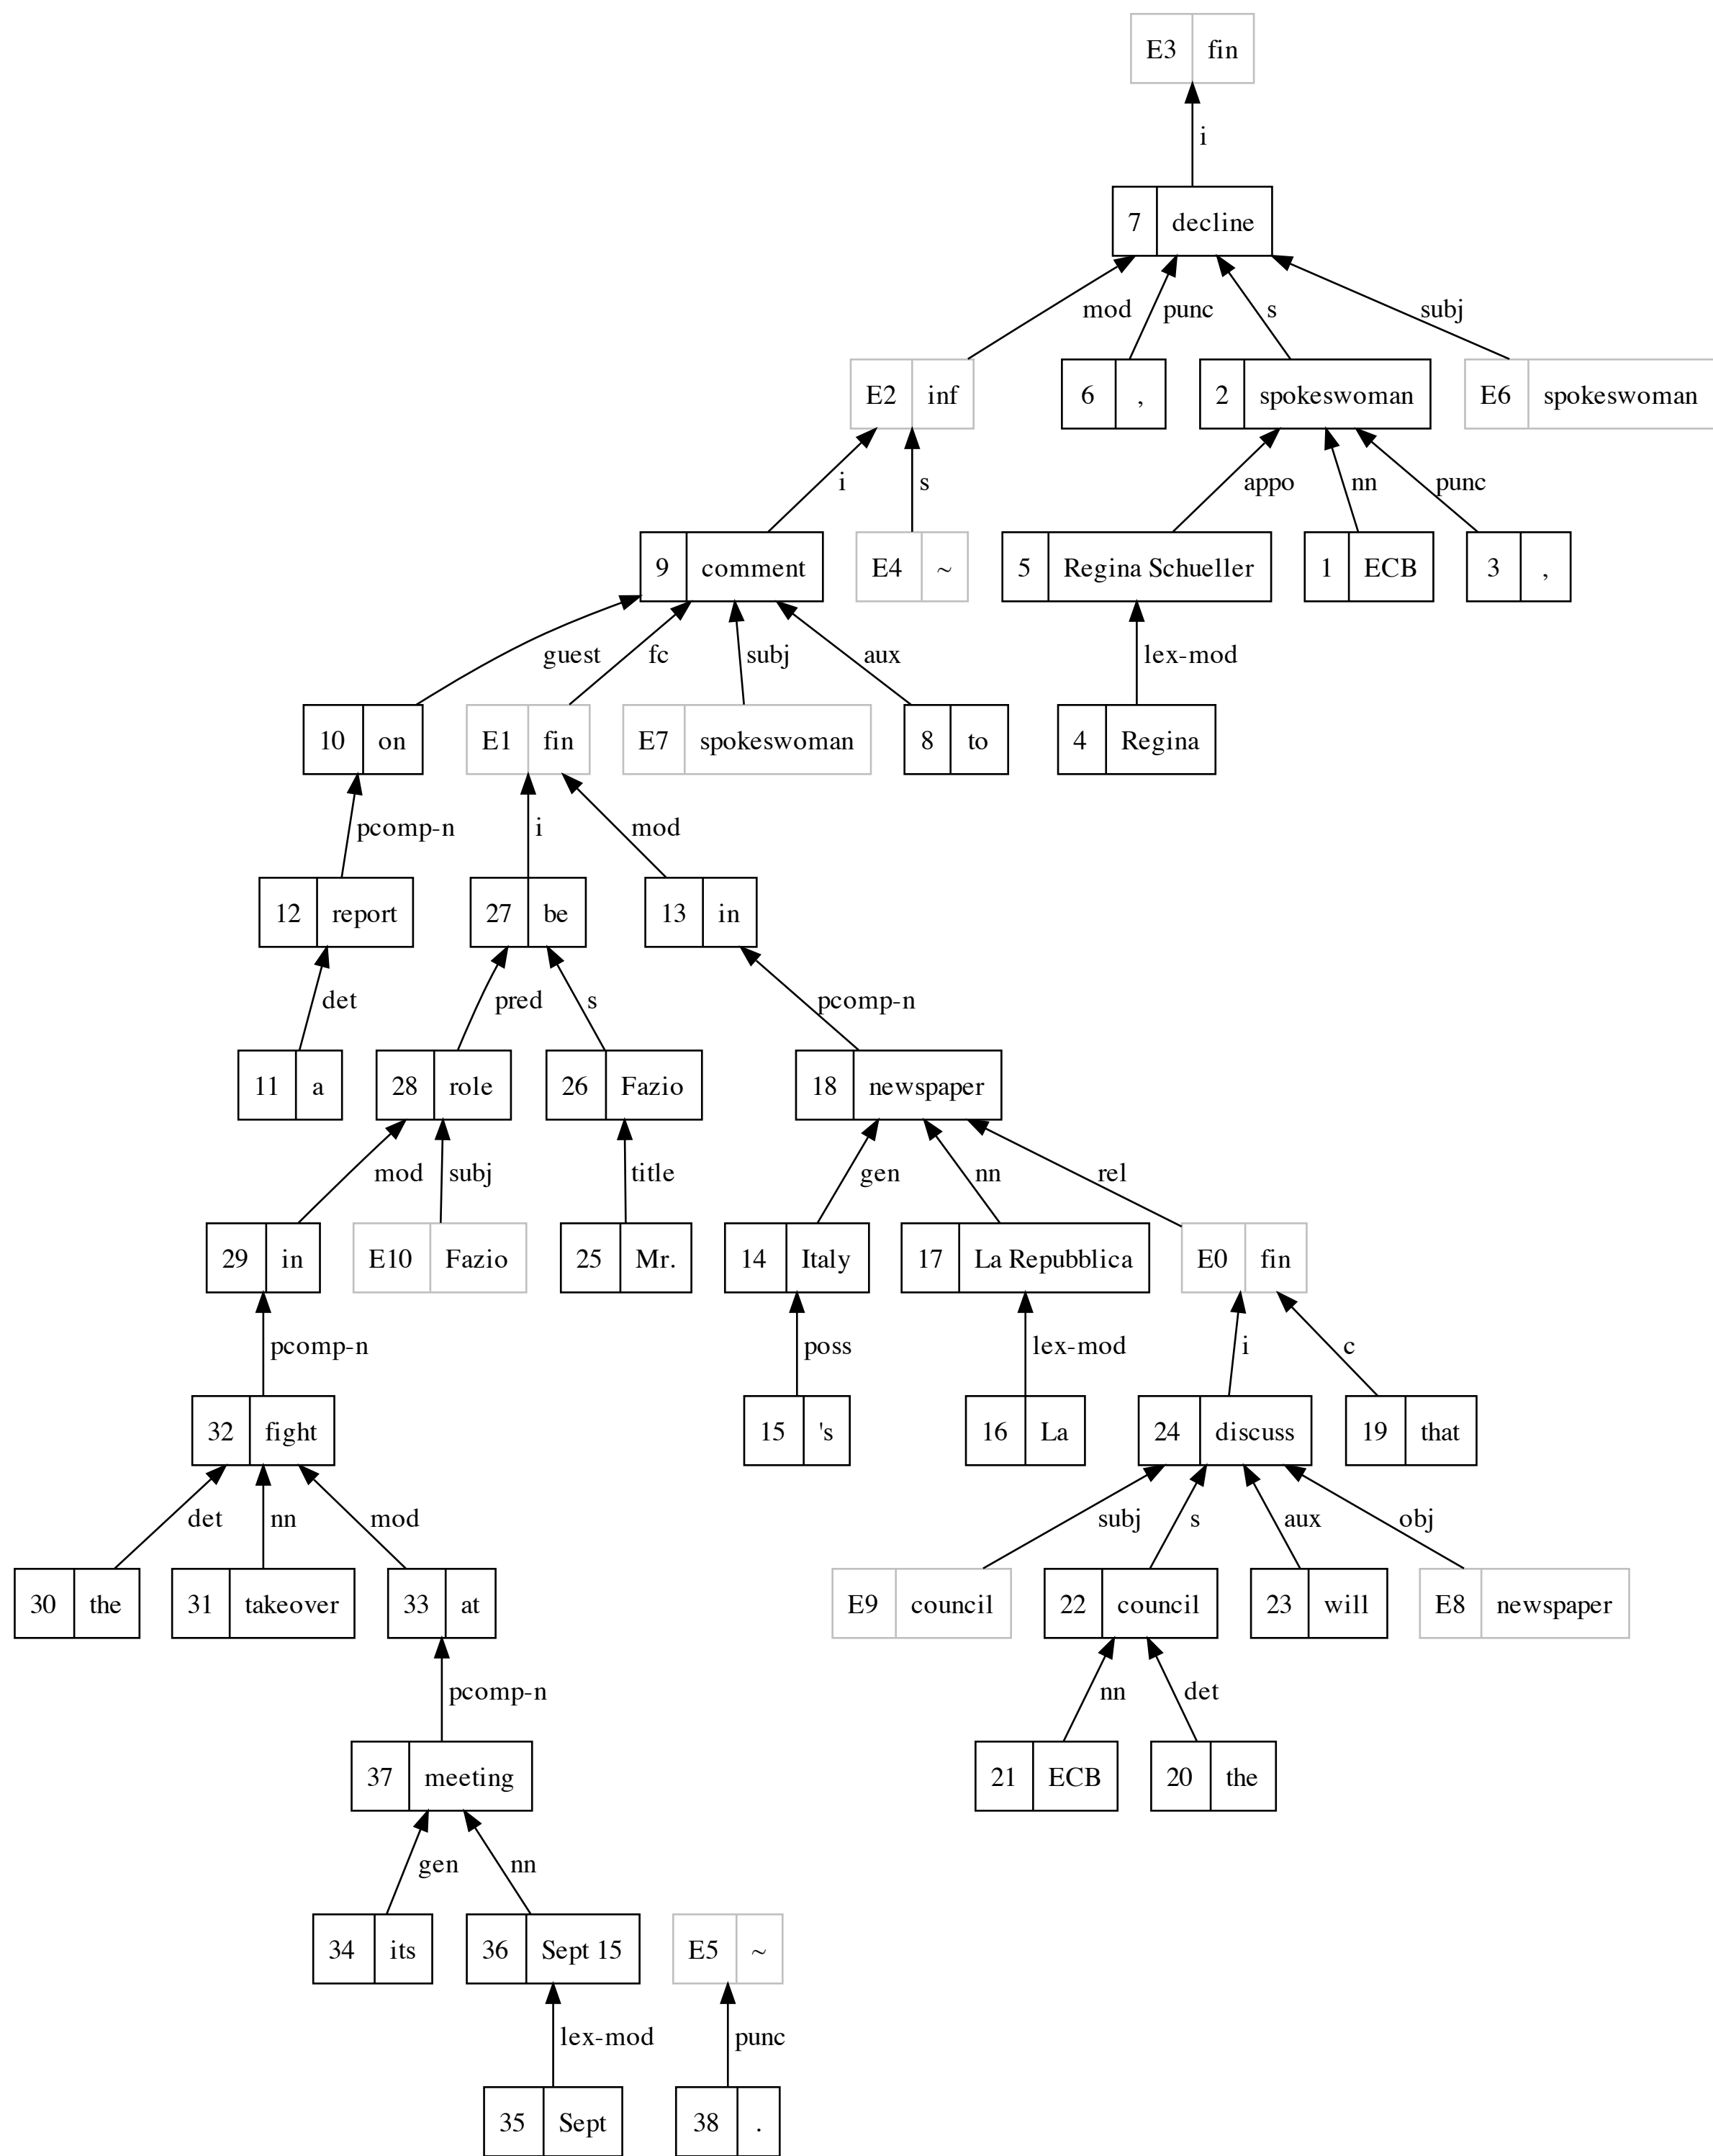 E3 fin
i
7 decline
mod punc s subj
E2 inf 6 , 2 spokeswoman E6 spokeswoman
i s appo nn punc
9 comment E4 ~ 5 Regina Schueller 1 ECB 3 ,
guest fc subj aux lex-mod
10 on E1 fin E7 spokeswoman 8 to 4 Regina
pcomp-n i mod
12 report 27 be 13 in
det pred s pcomp-n
11 a 28 role 26 Fazio 18 newspaper
mod subj title gen nn rel
29 in E10 Fazio 25 Mr. 14 Italy 17 La Repubblica E0 fin
pcomp-n poss lex-mod i c
32 fight 15 's 16 La 24 discuss 19 that
det nn mod subj s aux obj
30 the 31 takeover 33 at E9 council 22 council 23 will E8 newspaper
pcomp-n nn det
37 meeting 21 ECB 20 the
gen nn
34 its 36 Sept 15 E5 ~
lex-mod punc
35 Sept 38 .